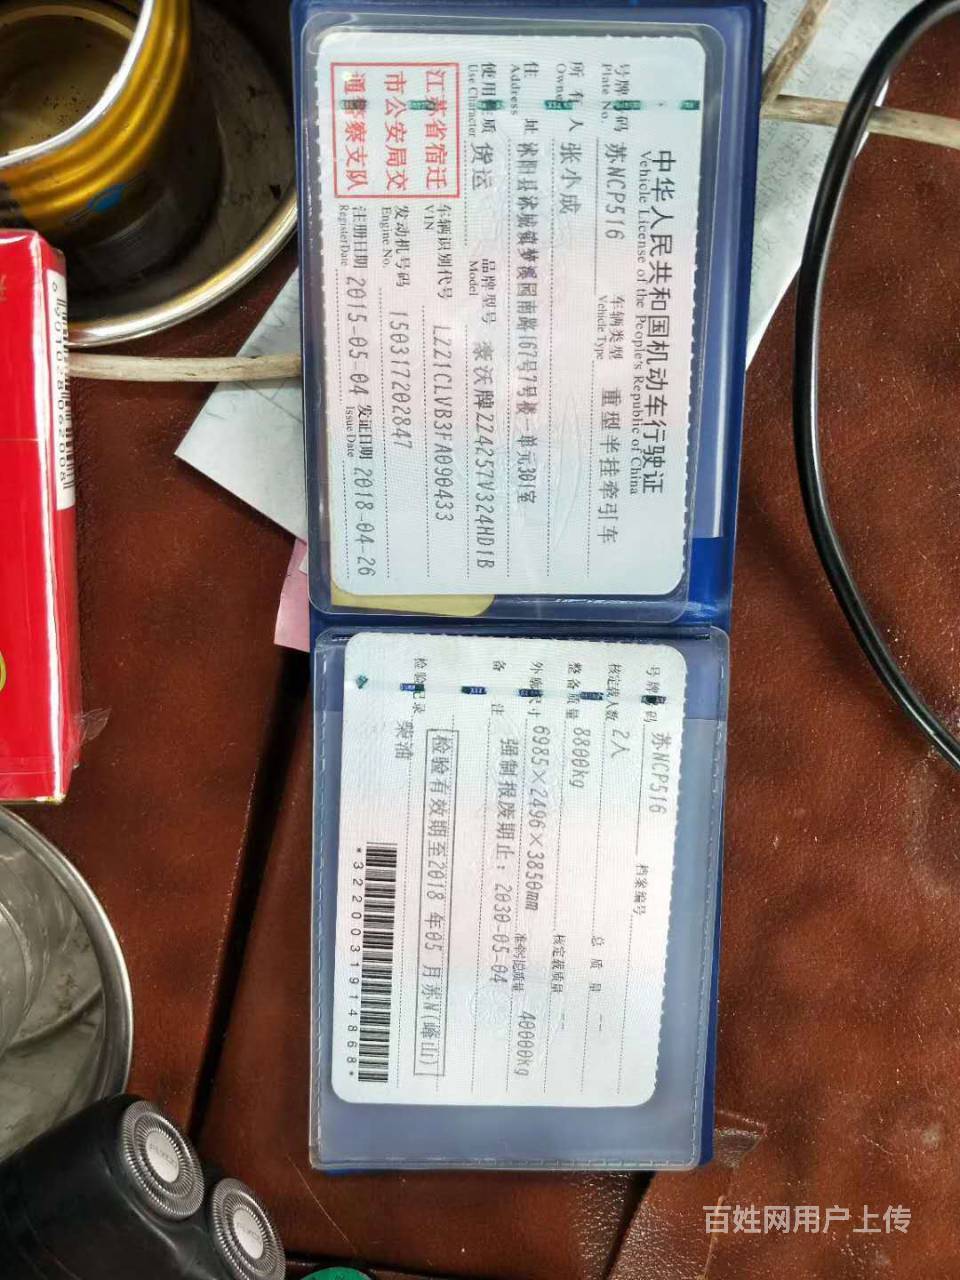 中华人民共和国机动车行驶证
Vehicle License of the People's Republic of China
号牌号码 苏NCP516 车辆类型 重型半挂牵引车
Plate No. Vehicle Type
所有人 张小成
Owner
住址 沭阳县沭城镇梦溪园南路167号7号楼一单元301室
Address
使用性质 货运 品牌型号 豪沃牌ZZ4257V324HD1B
Use Character Model
江苏省宿迁
市公安局交
通警察支队
车辆识别代号 LZZ1CLVB3FA090433
VIN
发动机号码 150317202847
Engine No.
注册日期 2015-05-04 发证日期 2018-04-26
Register Date Issue Date
号牌号码 苏NCP516 档案编号
核定载人数 2人 总质量 --
整备质量 8800kg 核定载质量 --
外廓尺寸 6985×2496×3850mm 准牵引总质量 40000kg
备注 强制报废期止：2030-05-04
检验有效期至2018年05月苏N(峰山)
检验记录 柴油
*3220031914868*
百姓网用户上传